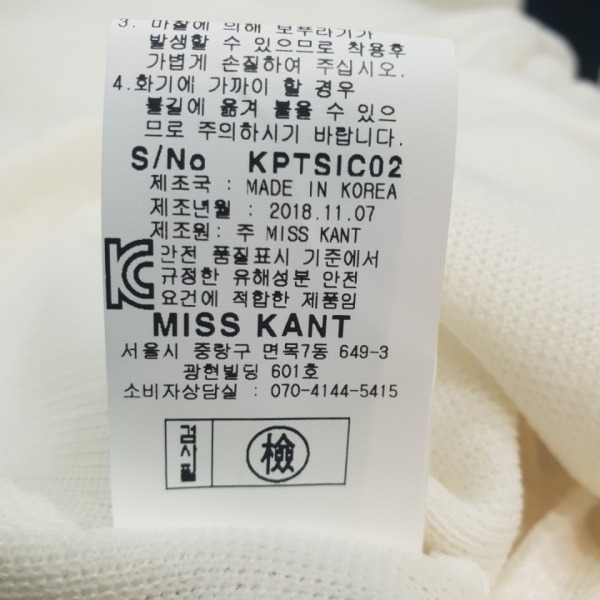 3. 마찰에 의해 보푸라기가
발생할 수 있으므로 착용후
가볍게 손질하여 주십시오.
4.화기에 가까이 할 경우
불길에 옮겨 붙을 수 있으
므로 주의하시기 바랍니다.
S/No KPTSIC02
제조국 : MADE IN KOREA
제조년월 : 2018.11.07
제조원 : 주 MISS KANT
안전 품질표시 기준에서
규정한 유해성분 안전
요건에 적합한 제품임
MISS KANT
서울시 중랑구 면목7동 649-3
광현빌딩 601호
소비자상담실 : 070-4144-5415
검사필
檢